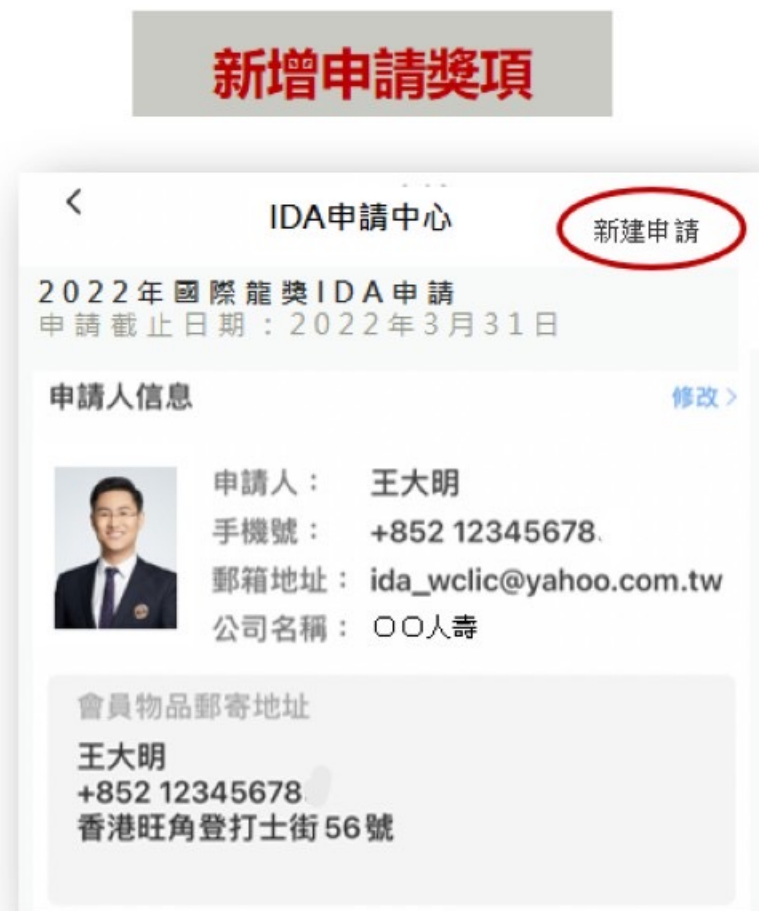 新增申請獎項
IDA申請中心
新建申請
2022年國際龍獎IDA申請
申請截止日期：2022年3月31日
申請人信息
修改>
申請人： 王大明
手機號： +852 12345678
郵箱地址： ida_wclic@yahoo.com.tw
公司名稱： 〇〇人壽
會員物品郵寄地址
王大明
+852 12345678
香港旺角登打士街56號